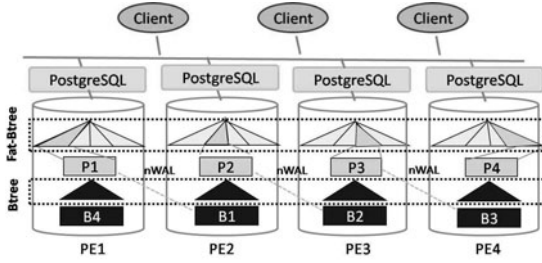 Client Client Client
PostgreSQL PostgreSQL PostgreSQL PostgreSQL
Fat-Btree
P1 nWAL P2 nWAL P3 nWAL P4
Btree
B4 B1 B2 B3
PE1 PE2 PE3 PE4